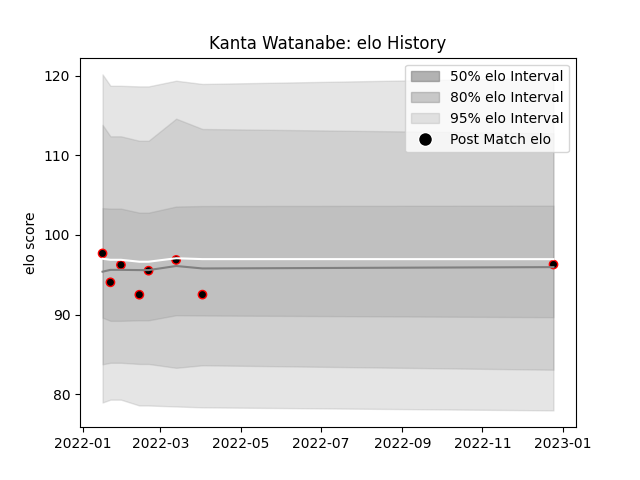 Kanta Watanabe: elo History
120
110
100
90
80
elo score
50% elo Interval
80% elo Interval
95% elo Interval
Post Match elo
2022-01
2022-03
2022-05
2022-07
2022-09
2022-11
2023-01